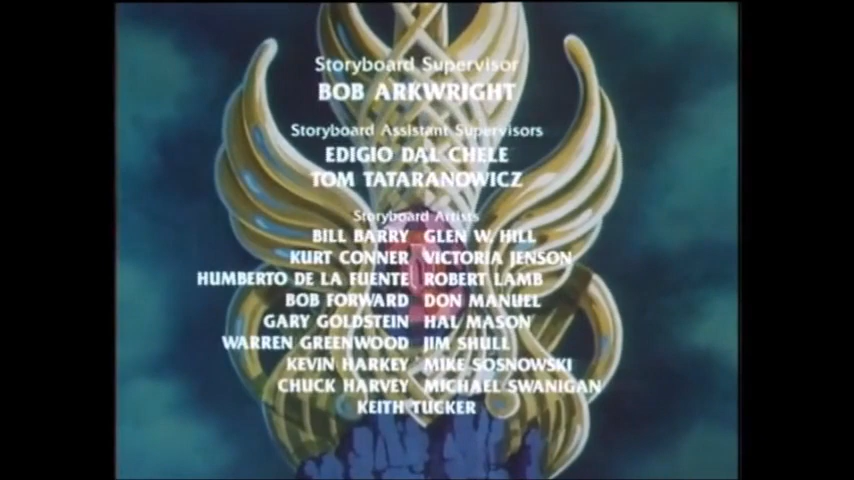 Storyboard Supervisor
BOB ARKWRIGHT
Storyboard Assistant Supervisors
EDIGIO DAL CHELE
TOM TATARANOWICZ
Storyboard Artists
BILL BARRY GLEN W. HILL
KURT CONNER VICTORIA JENSON
HUMBERTO DE LA FUENTE ROBERT LAMB
BOB FORWARD DON MANUEL
GARY GOLDSTEIN HAL MASON
WARREN GREENWOOD JIM SHULL
KEVIN HARKEY MIKE SOSNOWSKI
CHUCK HARVEY MICHAEL SWANIGAN
KEITH TUCKER